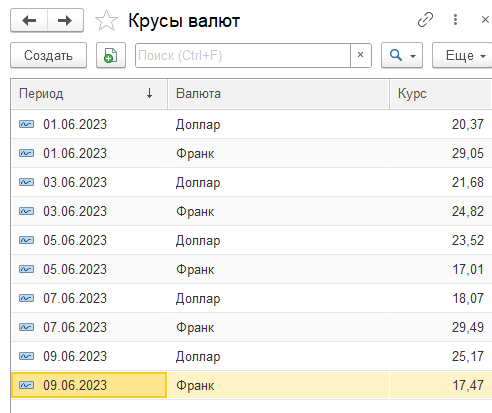 Крусы валют
Создать Поиск (Ctrl+F) × Еще
Период ↓ Валюта Курс
01.06.2023 Доллар 20,37
01.06.2023 Франк 29,05
03.06.2023 Доллар 21,68
03.06.2023 Франк 24,82
05.06.2023 Доллар 23,52
05.06.2023 Франк 17,01
07.06.2023 Доллар 18,07
07.06.2023 Франк 29,49
09.06.2023 Доллар 25,17
09.06.2023 Франк 17,47